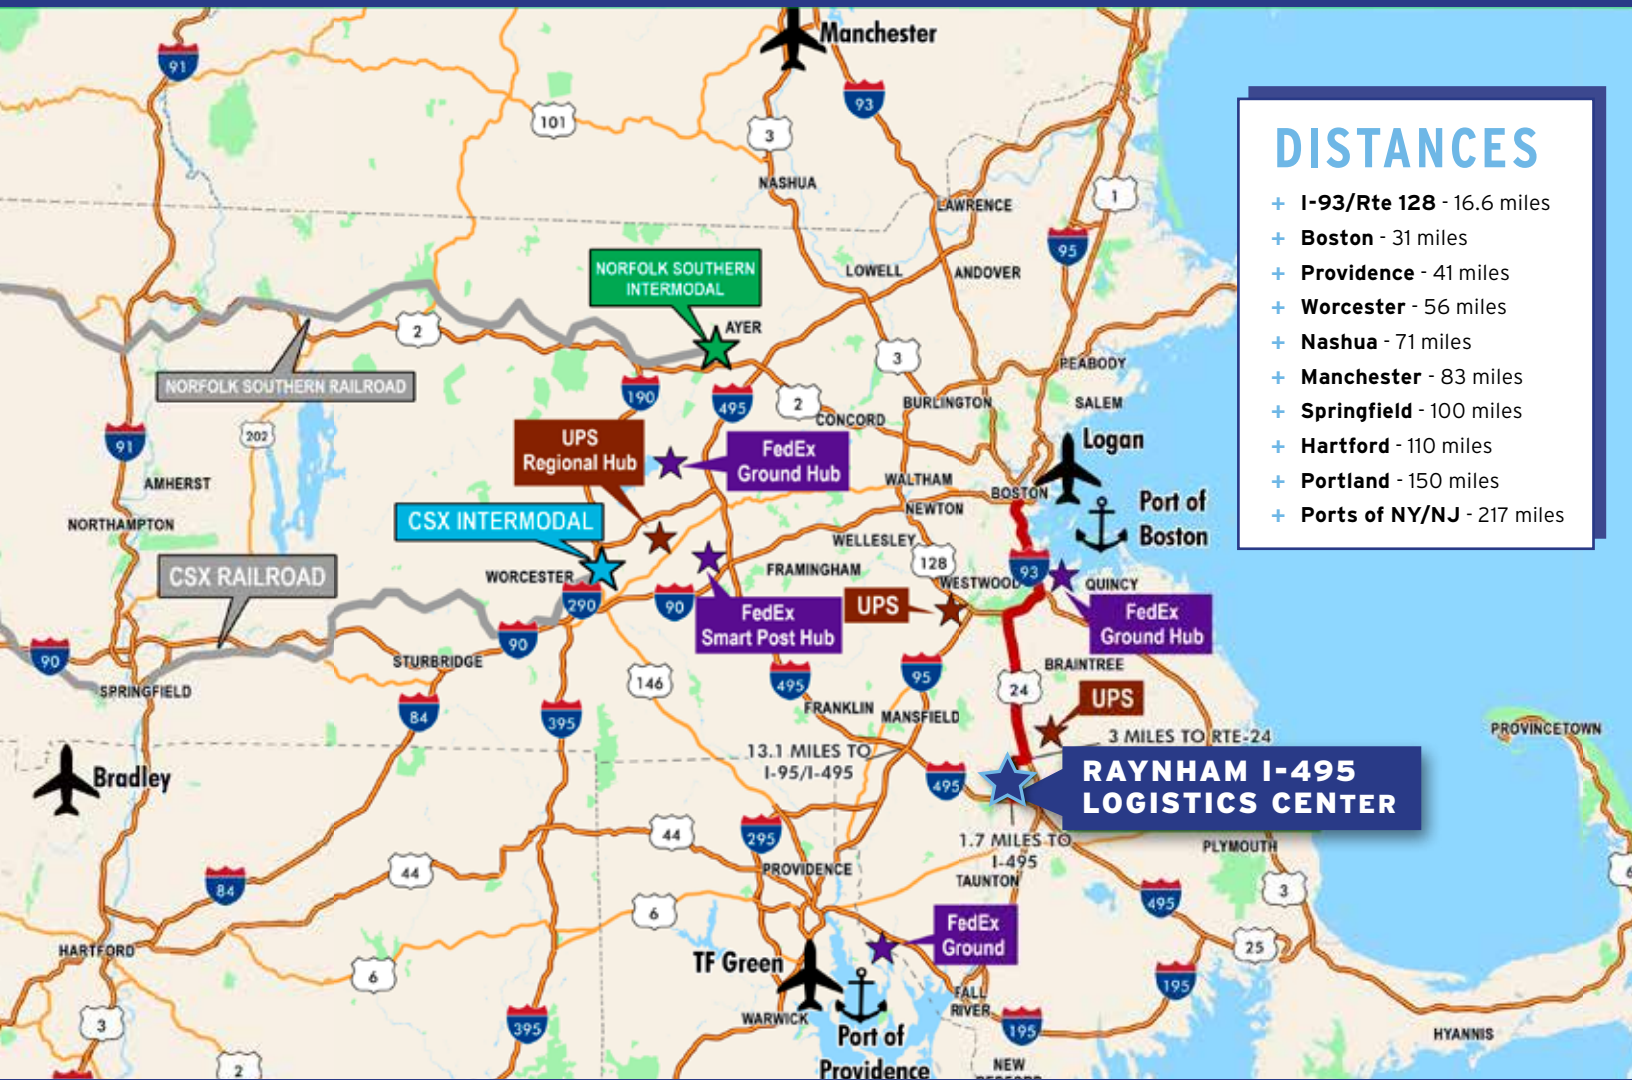 Manchester
91
93
101
3
NASHUA
1
LAWRENCE
95
DISTANCES
+ I-93/Rte 128 - 16.6 miles
+ Boston - 31 miles
+ Providence - 41 miles
+ Worcester - 56 miles
+ Nashua - 71 miles
+ Manchester - 83 miles
+ Springfield - 100 miles
+ Hartford - 110 miles
+ Portland - 150 miles
+ Ports of NY/NJ - 217 miles
NORFOLK SOUTHERN
INTERMODAL
LOWELL
ANDOVER
AYER
2
3
PEABODY
NORFOLK SOUTHERN RAILROAD
190
495
2
CONCORD
BURLINGTON
SALEM
91
202
UPS
Regional Hub
FedEx
Ground Hub
Logan
AMHERST
WALTHAM
BOSTON
Port of
Boston
NORTHAMPTON
CSX INTERMODAL
NEWTON
WELLESLEY
CSX RAILROAD
WORCESTER
FRAMINGHAM
128
WESTWOOD
93
QUINCY
290
90
FedEx
Smart Post Hub
UPS
FedEx
Ground Hub
90
90
STURBRIDGE
SPRINGFIELD
146
495
95
BRAINTREE
24
UPS
84
395
FRANKLIN
MANSFIELD
PROVINCETOWN
3 MILES TO RTE-24
13.1 MILES TO
I-95/I-495
495
RAYNHAM I-495
LOGISTICS CENTER
Bradley
44
295
1.7 MILES TO
I-495
PLYMOUTH
44
PROVIDENCE
TAUNTON
84
6
495
3
6
HARTFORD
6
TF Green
FedEx
Ground
25
195
FALL
RIVER
3
395
WARWICK
Port of
Providence
195
HYANNIS
2
NEW